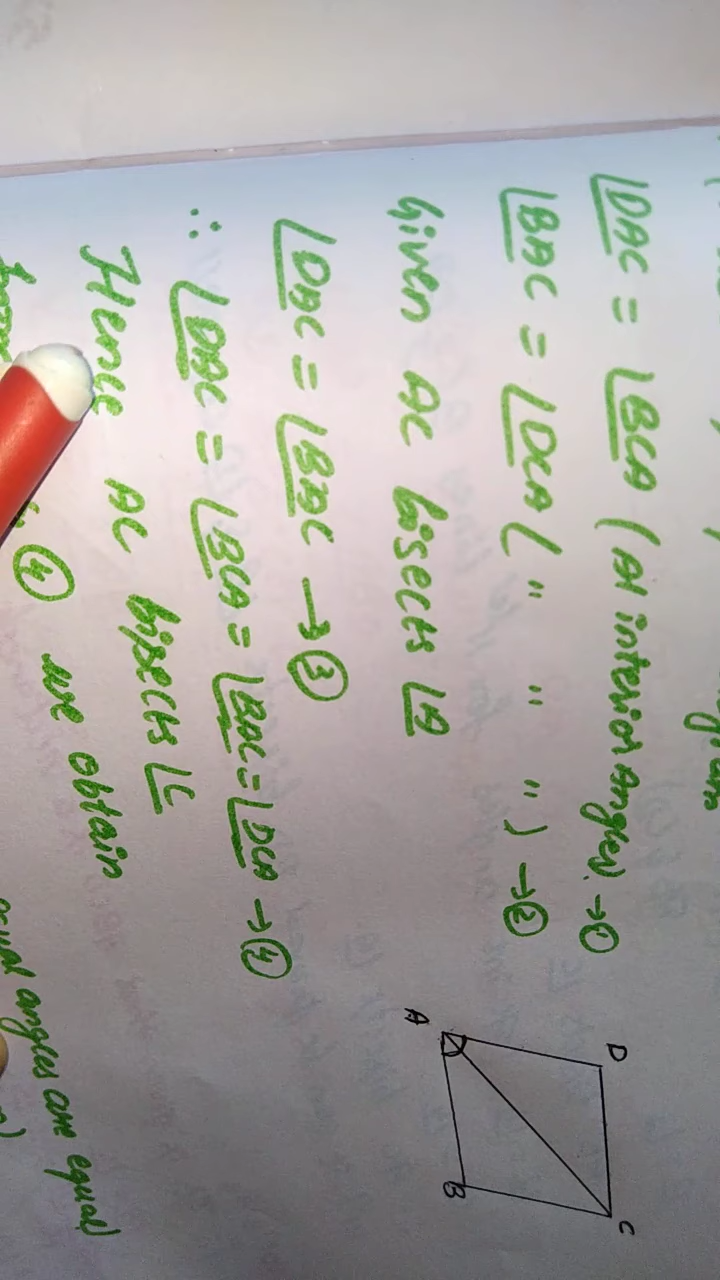 ∠DAC = ∠BCA (Alt interior angles). → ①
∠BAC = ∠DCA ( " " " ) → ②
Given AC bisects ∠A
∠DAC = ∠BAC → ③
∴ ∠DAC = ∠BCA = ∠BAC = ∠DCA → ④
Hence AC bisects ∠C
④ we obtain
angles are equal)
D
C
A
B